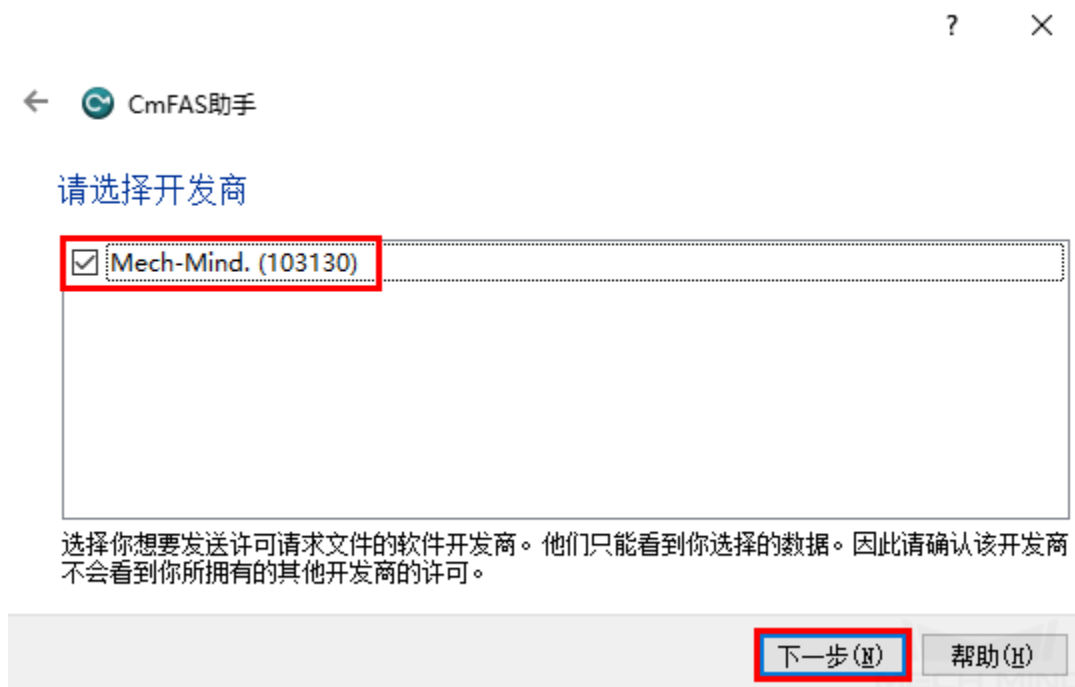 ?
CmFAS助手
请选择开发商
Mech-Mind. (103130)
选择你想要发送许可请求文件的软件开发商。他们只能看到你选择的数据。因此请确认该开发商
不会看到你所拥有的其他开发商的许可。
下一步(N) 帮助(H)